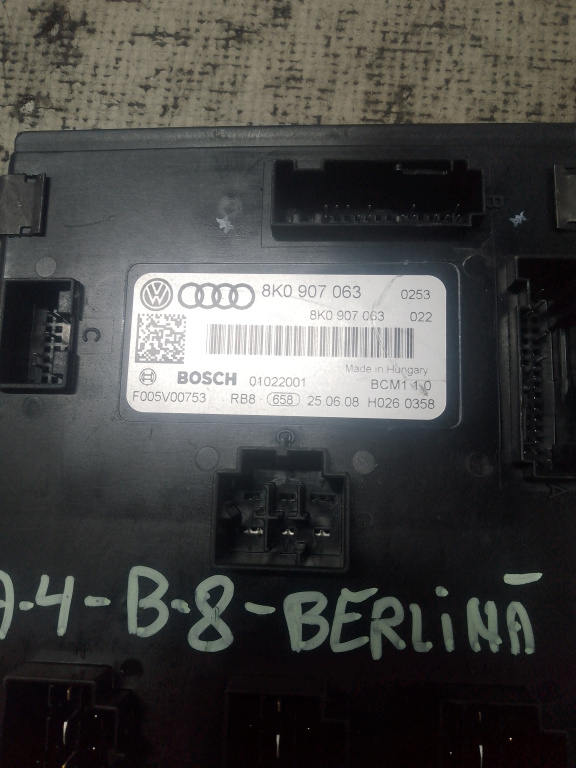 B
8K0 907 063 0253
8K0 907 063 022
C
Made in Hungary
BOSCH 01022001 BCM1 1.0
F005V00753 RB8 658 25.06.08 H026 0358
A
A-4-B-8-BERLINĂ